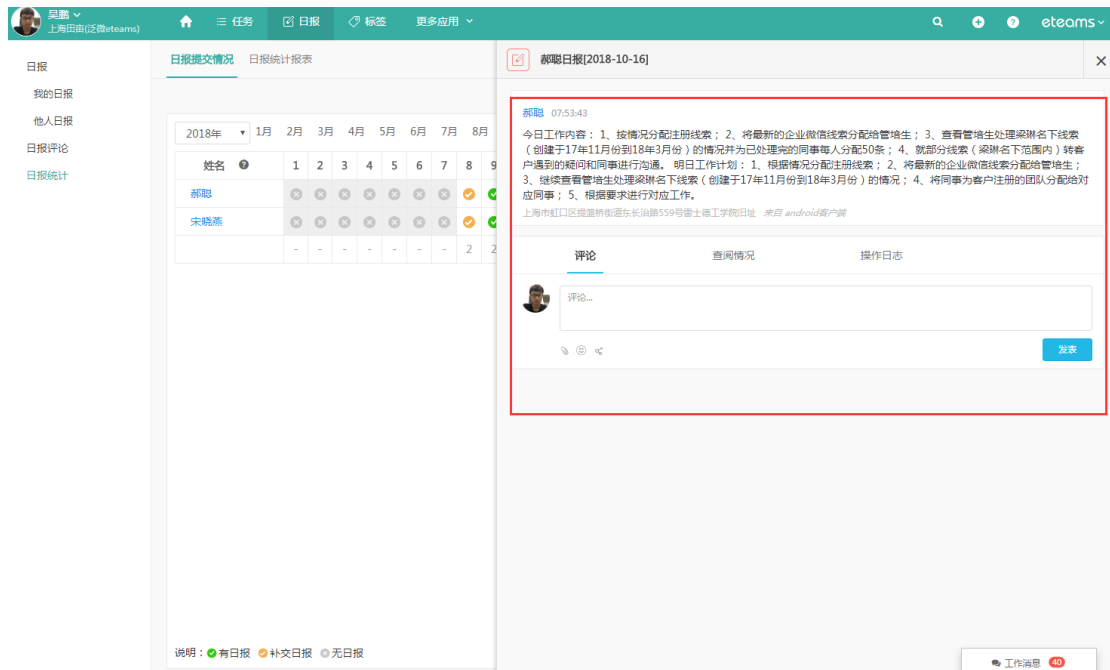 吴鹏
上海田亩(泛微eteams)
任务
日报
标签
更多应用
eteams
日报
我的日报
他人日报
日报评论
日报统计
日报提交情况 日报统计报表
2018年 1月 2月 3月 4月 5月 6月 7月 8月
姓名 1 2 3 4 5 6 7 8 9
郝聪
宋晓燕
- - - - - - - 2 2
说明：有日报 补交日报 无日报
郝聪日报[2018-10-16]
郝聪 07:53:43
今日工作内容：1、按情况分配注册线索；2、将最新的企业微信线索分配给管培生；3、查看管培生处理梁琳名下线索
（创建于17年11月份到18年3月份）的情况并为已处理完的同事每人分配50条；4、就部分线索（梁琳名下范围内）转客
户遇到的疑问和同事进行沟通。 明日工作计划：1、根据情况分配注册线索；2、将最新的企业微信线索分配给管培生；
3、继续查看管培生处理梁琳名下线索（创建于17年11月份到18年3月份）的情况；4、将同事为客户注册的团队分配给对
应同事；5、根据要求进行对应工作。
上海市虹口区提篮桥街道东长治路559号雷士德工学院旧址 来自 android客户端
评论 查阅情况 操作日志
评论...
发表
工作消息 40